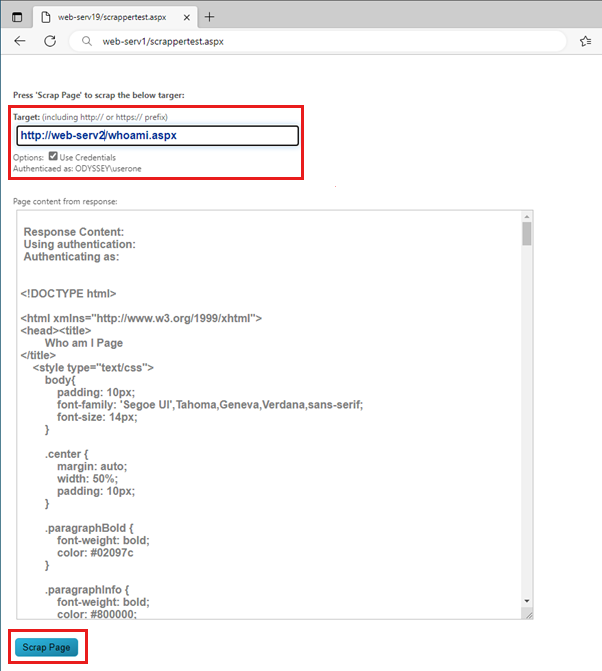 web-serv19/scrappertest.aspx
web-serv1/scrappertest.aspx
Press 'Scrap Page' to scrap the below targer:
Target: (including http:// or https:// prefix)
http://web-serv2/whoami.aspx
Options: Use Credentials
Authenticaed as: ODYSSEY\userone
Page content from response:
Response Content:
Using authentication:
Authenticating as:
<!DOCTYPE html>
<html xmlns="http://www.w3.org/1999/xhtml">
<head><title>
Who am I Page
</title>
<style type="text/css">
body{
padding: 10px;
font-family: 'Segoe UI',Tahoma,Geneva,Verdana,sans-serif;
font-size: 14px;
}
.center {
margin: auto;
width: 50%;
padding: 10px;
}
.paragraphBold {
font-weight: bold;
color: #02097c
}
.paragraphInfo {
font-weight: bold;
color: #800000;
Scrap Page